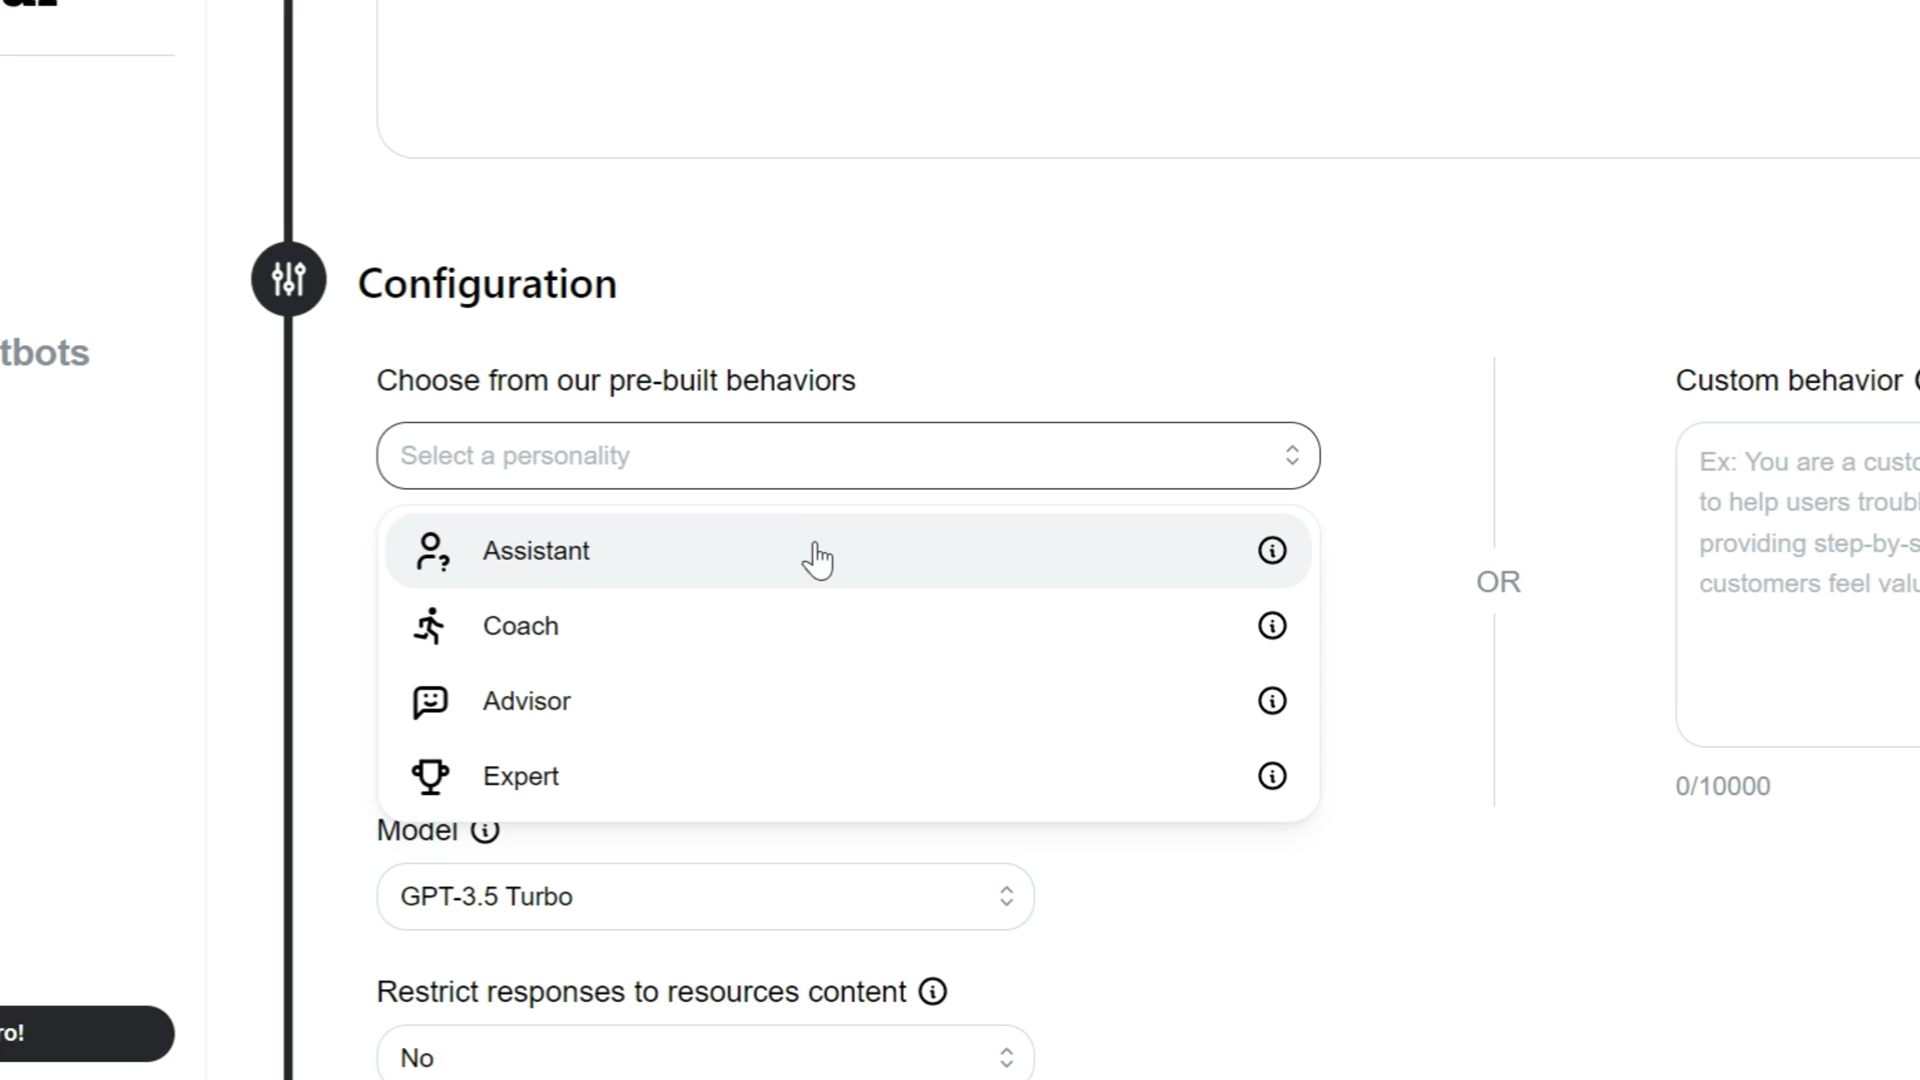 tbots
ro!
Configuration
Choose from our pre-built behaviors
Select a personality
Assistant
Coach
Advisor
Expert
Model
GPT-3.5 Turbo
Restrict responses to resources content
No
OR
Custom behavior
Ex: You are a custo
to help users troubl
providing step-by-s
customers feel valu
0/10000